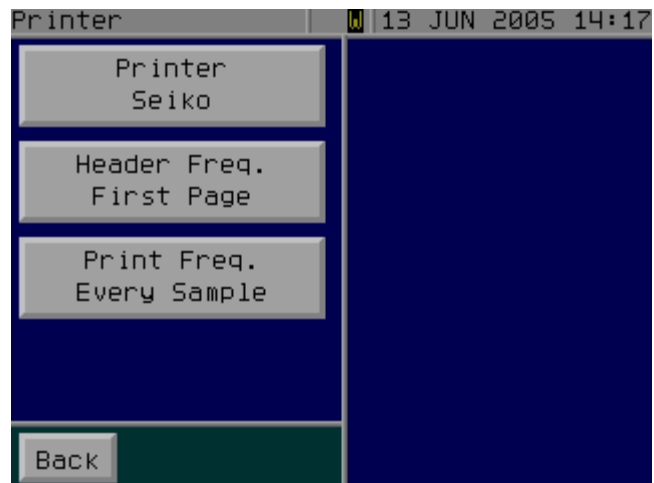 Printer W 13 JUN 2005 14:17
Printer
Seiko
Header Freq.
First Page
Print Freq.
Every Sample
Back